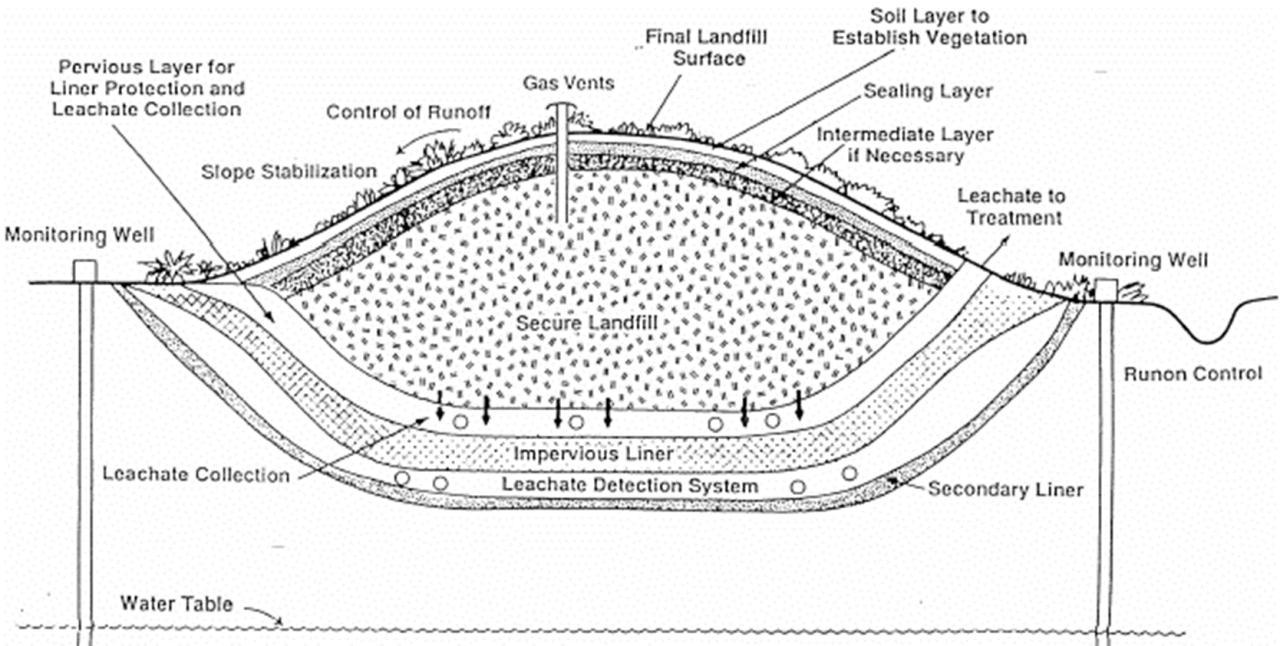 Soil Layer to
Establish Vegetation
Final Landfill
Surface
Pervious Layer for
Liner Protection and
Leachate Collection
Gas Vents
Sealing Layer
Control of Runoff
Intermediate Layer
if Necessary
Slope Stabilization
Leachate to
Treatment
Monitoring Well
Monitoring Well
Secure Landfill
Runon Control
Impervious Liner
Leachate Collection
Leachate Detection System
Secondary Liner
Water Table